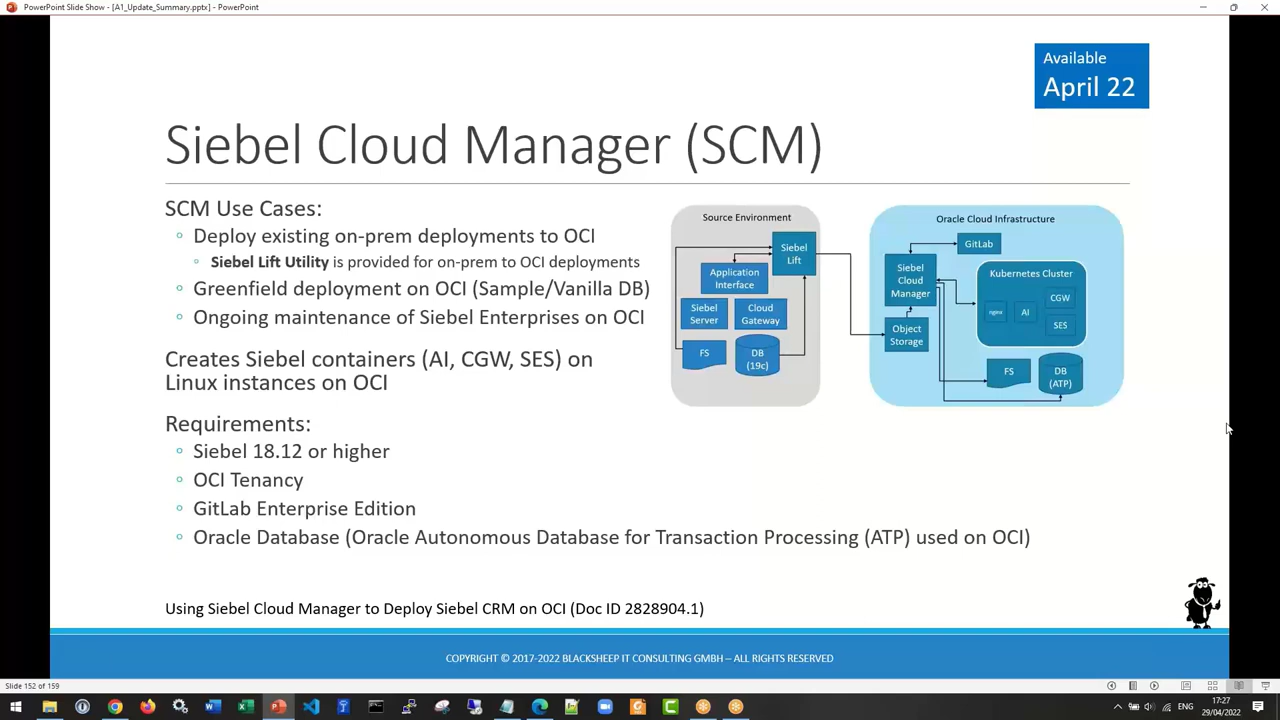 PowerPoint Slide Show - [A1_Update_Summary.pptx] - PowerPoint
Available
April 22
Siebel Cloud Manager (SCM)
SCM Use Cases:
Deploy existing on-prem deployments to OCI
Siebel Lift Utility is provided for on-prem to OCI deployments
Greenfield deployment on OCI (Sample/Vanilla DB)
Ongoing maintenance of Siebel Enterprises on OCI
Creates Siebel containers (AI, CGW, SES) on
Linux instances on OCI
Requirements:
Siebel 18.12 or higher
OCI Tenancy
GitLab Enterprise Edition
Oracle Database (Oracle Autonomous Database for Transaction Processing (ATP) used on OCI)
Source Environment
Siebel
Lift
Application
Interface
Siebel
Server
Cloud
Gateway
FS
DB
(19c)
Oracle Cloud Infrastructure
GitLab
Siebel
Cloud
Manager
Kubernetes Cluster
CGW
nginx
AI
SES
Object
Storage
FS
DB
(ATP)
Using Siebel Cloud Manager to Deploy Siebel CRM on OCI (Doc ID 2828904.1)
COPYRIGHT © 2017-2022 BLACKSHEEP IT CONSULTING GMBH – ALL RIGHTS RESERVED
Slide 152 of 159
ENG
17:27
29/04/2022